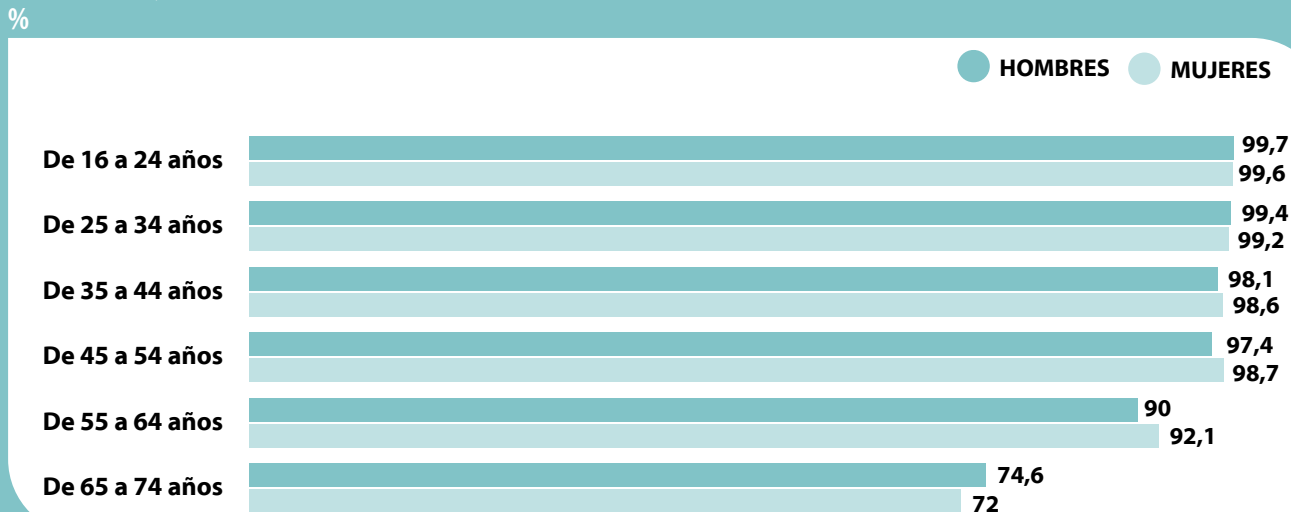 %
HOMBRES MUJERES
De 16 a 24 años
99,7
99,6
De 25 a 34 años
99,4
99,2
De 35 a 44 años
98,1
98,6
De 45 a 54 años
97,4
98,7
De 55 a 64 años
90
92,1
De 65 a 74 años
74,6
72